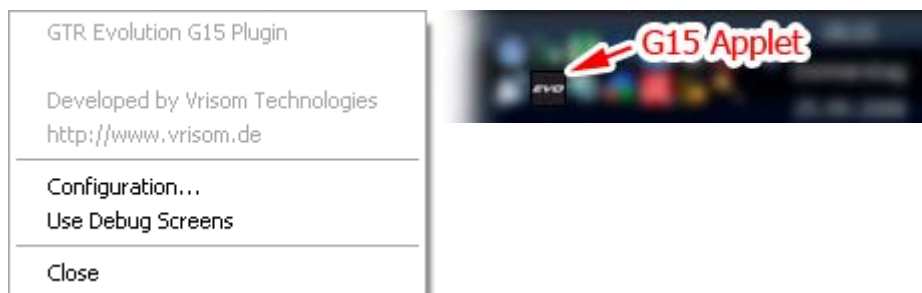 GTR Evolution G15 Plugin
Developed by Vrisom Technologies
http://www.vrisom.de
Configuration...
Use Debug Screens
Close
G15 Applet
EVO